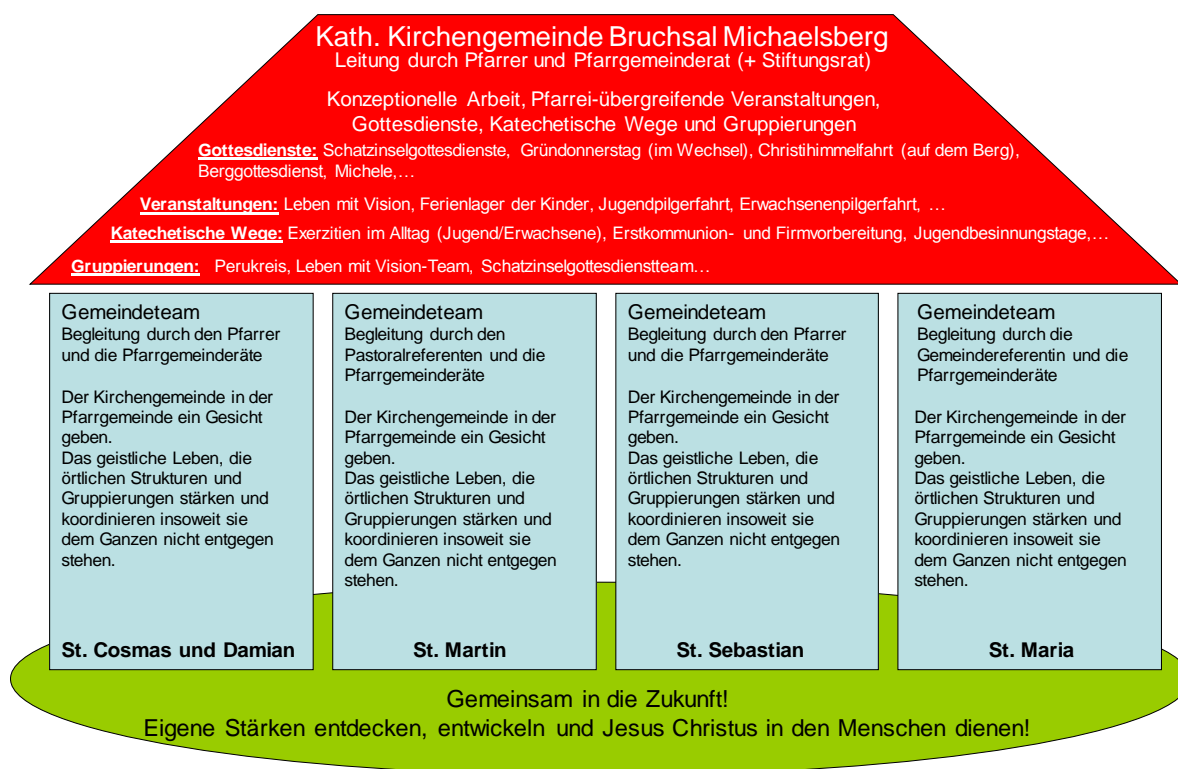 Kath. Kirchengemeinde Bruchsal Michaelsberg
Leitung durch Pfarrer und Pfarrgemeinderat (+ Stiftungsrat)
Konzeptionelle Arbeit, Pfarrei-übergreifende Veranstaltungen,
Gottesdienste, Katechetische Wege und Gruppierungen
Gottesdienste: Schatzinselgottesdienste, Gründonnerstag (im Wechsel), Christihimmelfahrt (auf dem Berg),
Berggottesdienst, Michele,…
Veranstaltungen: Leben mit Vision, Ferienlager der Kinder, Jugendpilgerfahrt, Erwachsenenpilgerfahrt, …
Katechetische Wege: Exerzitien im Alltag (Jugend/Erwachsene), Erstkommunion- und Firmvorbereitung, Jugendbesinnungstage,…
Gruppierungen: Perukreis, Leben mit Vision-Team, Schatzinselgottesdienstteam…
Gemeindeteam
Begleitung durch den Pfarrer
und die Pfarrgemeinderäte
Der Kirchengemeinde in der
Pfarrgemeinde ein Gesicht
geben.
Das geistliche Leben, die
örtlichen Strukturen und
Gruppierungen stärken und
koordinieren insoweit sie
dem Ganzen nicht entgegen
stehen.
St. Cosmas und Damian
Gemeindeteam
Begleitung durch den
Pastoralreferenten und die
Pfarrgemeinderäte
Der Kirchengemeinde in der
Pfarrgemeinde ein Gesicht
geben.
Das geistliche Leben, die
örtlichen Strukturen und
Gruppierungen stärken und
koordinieren insoweit sie
dem Ganzen nicht entgegen
stehen.
St. Martin
Gemeindeteam
Begleitung durch den Pfarrer
und die Pfarrgemeinderäte
Der Kirchengemeinde in der
Pfarrgemeinde ein Gesicht
geben.
Das geistliche Leben, die
örtlichen Strukturen und
Gruppierungen stärken und
koordinieren insoweit sie
dem Ganzen nicht entgegen
stehen.
St. Sebastian
Gemeindeteam
Begleitung durch die
Gemeindereferentin und die
Pfarrgemeinderäte
Der Kirchengemeinde in der
Pfarrgemeinde ein Gesicht
geben.
Das geistliche Leben, die
örtlichen Strukturen und
Gruppierungen stärken und
koordinieren insoweit sie
dem Ganzen nicht entgegen
stehen.
St. Maria
Gemeinsam in die Zukunft!
Eigene Stärken entdecken, entwickeln und Jesus Christus in den Menschen dienen!